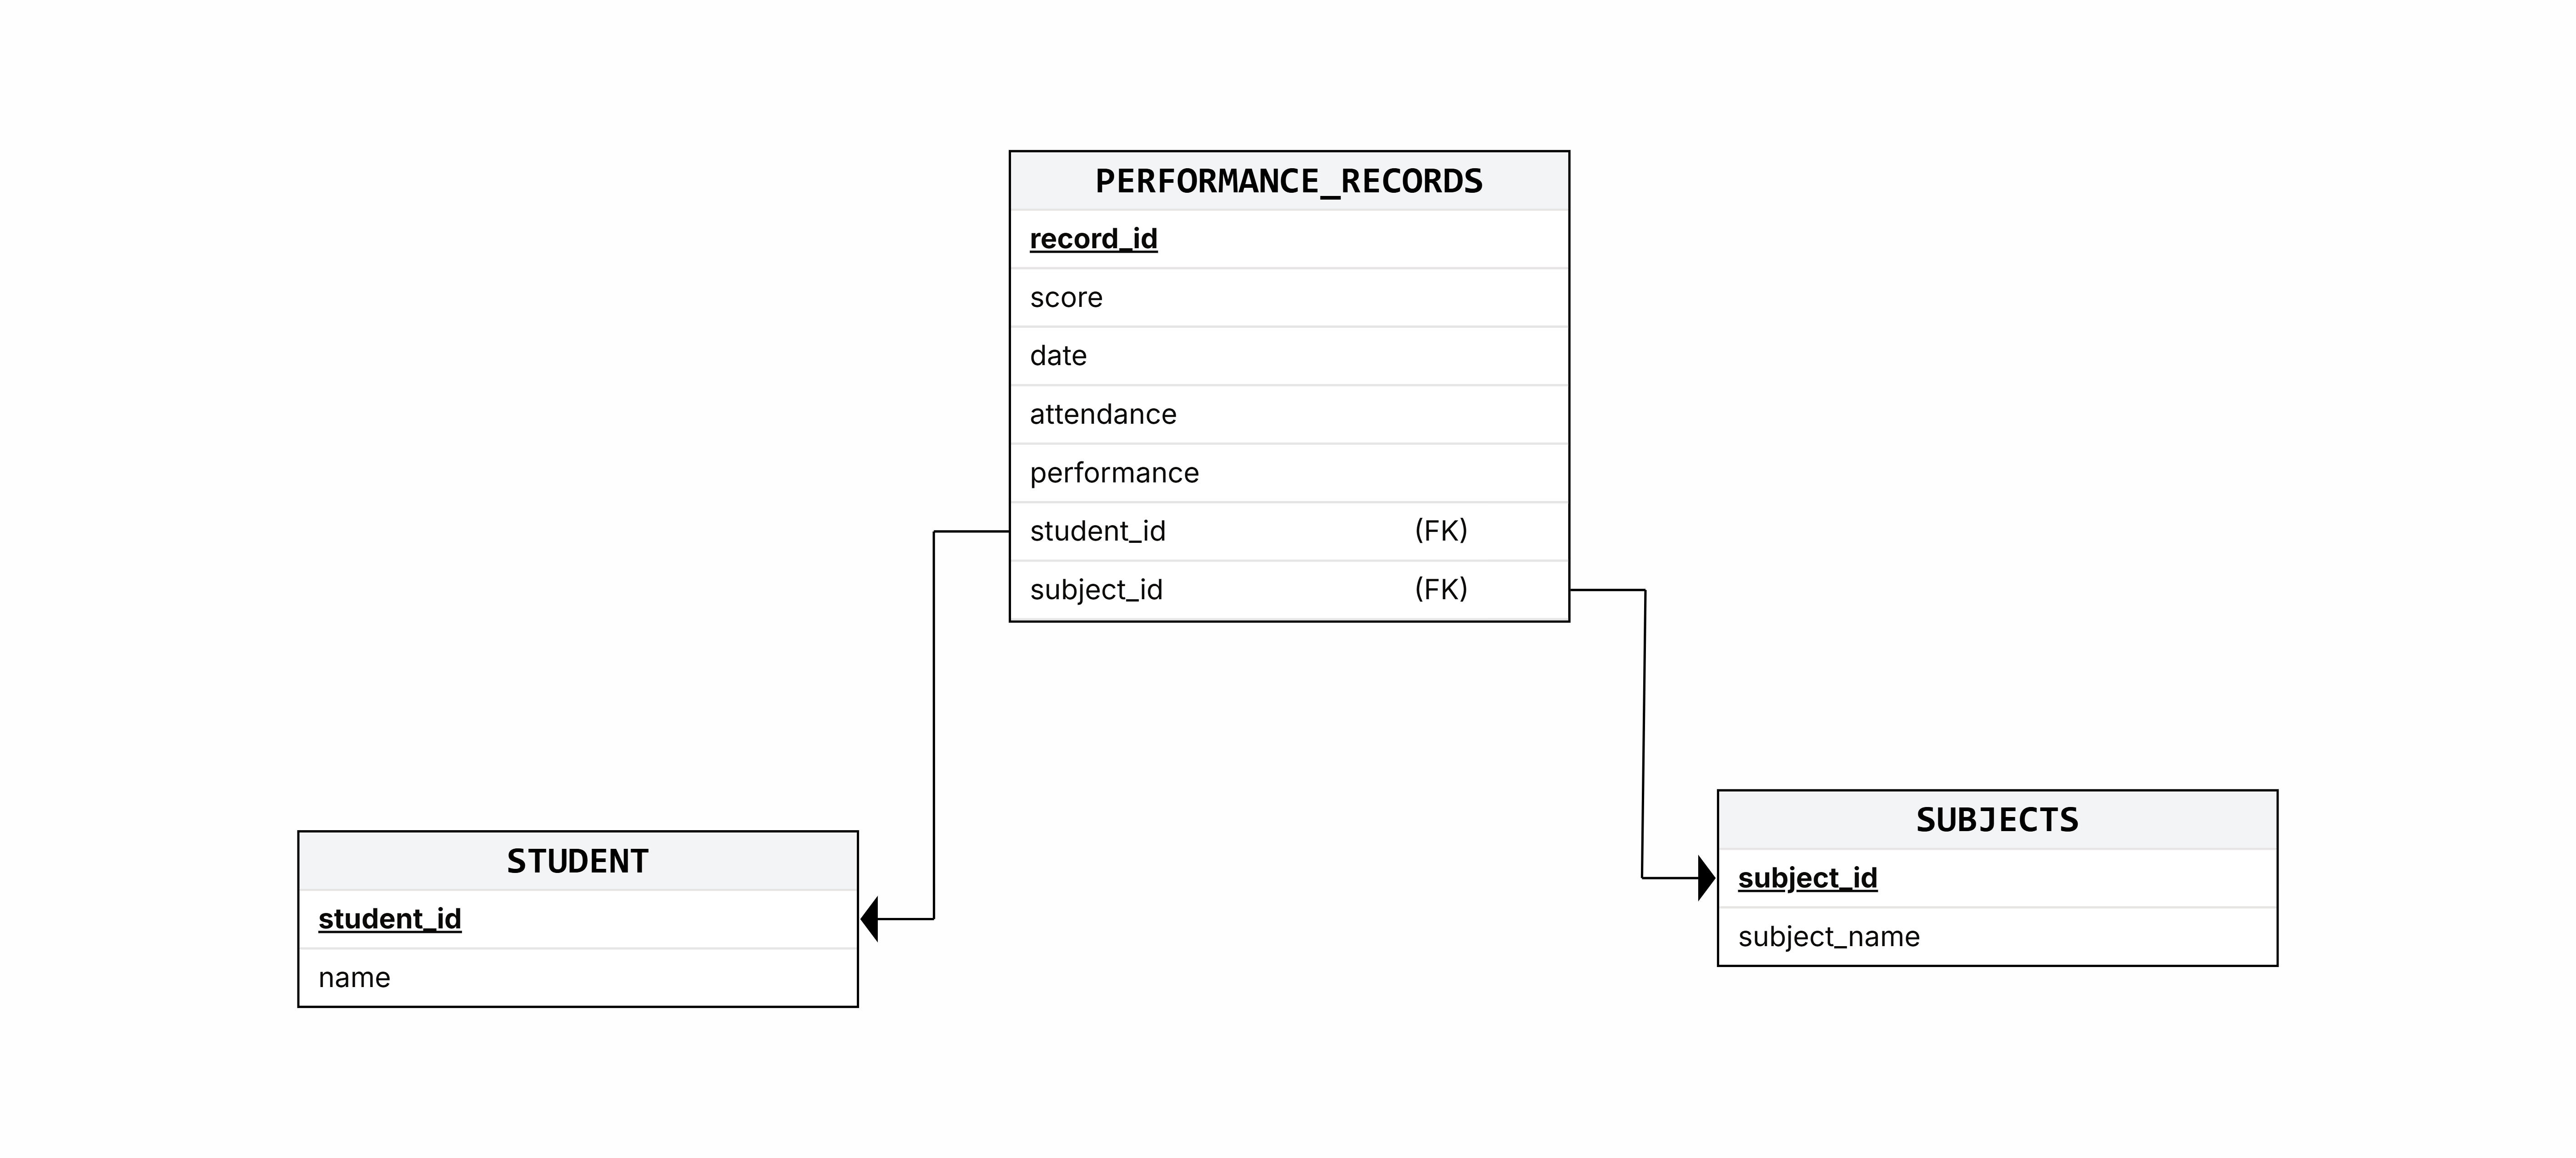 PERFORMANCE_RECORDS
record_id
score
date
attendance
performance
student_id (FK)
subject_id (FK)
STUDENT
student_id
name
SUBJECTS
subject_id
subject_name